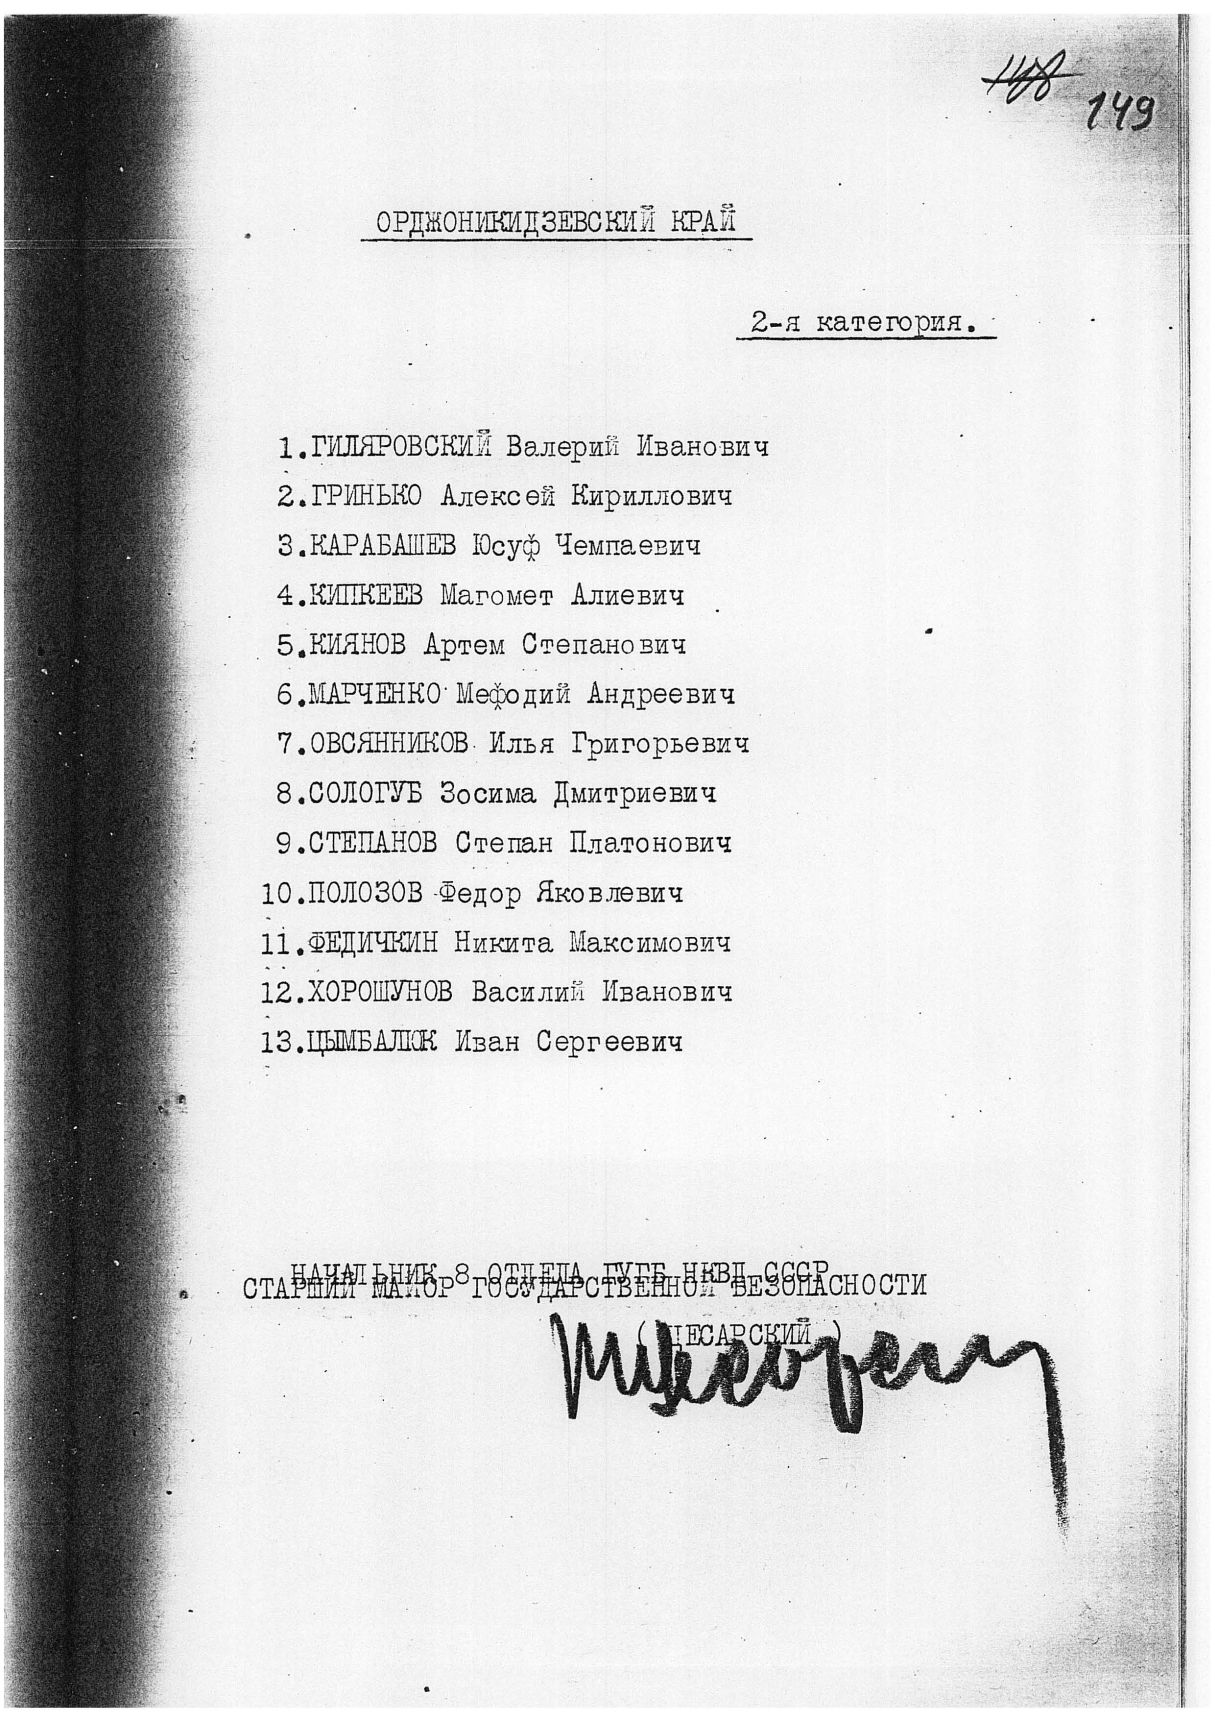 149
ОРДЖОНИКИДЗЕВСКИЙ КРАЙ
2-я категория.
1.ГИЛЯРОВСКИЙ Валерий Иванович
2.ГРИНЬКО Алексей Кириллович
3.КАРАБАШЕВ Юсуф Чемпаевич
4.КИПКЕЕВ Магомет Алиевич
5.КИЯНОВ Артем Степанович
6.МАРЧЕНКО Мефодий Андреевич
7.ОВСЯННИКОВ Илья Григорьевич
8.СОЛОГУБ Зосима Дмитриевич
9.СТЕПАНОВ Степан Платонович
10.ПОЛОЗОВ Федор Яковлевич
11.ФЕДИЧКИН Никита Максимович
12.ХОРОШУНОВ Василий Иванович
13.ЦЫМБАЛЮК Иван Сергеевич
НАЧАЛЬНИК 8 ОТДЕЛА ГУГБ НКВД СССР
СТАРШИЙ МАЙОР ГОСУДАРСТВЕННОЙ БЕЗОПАСНОСТИ
( ЦЕСАРСКИЙ )